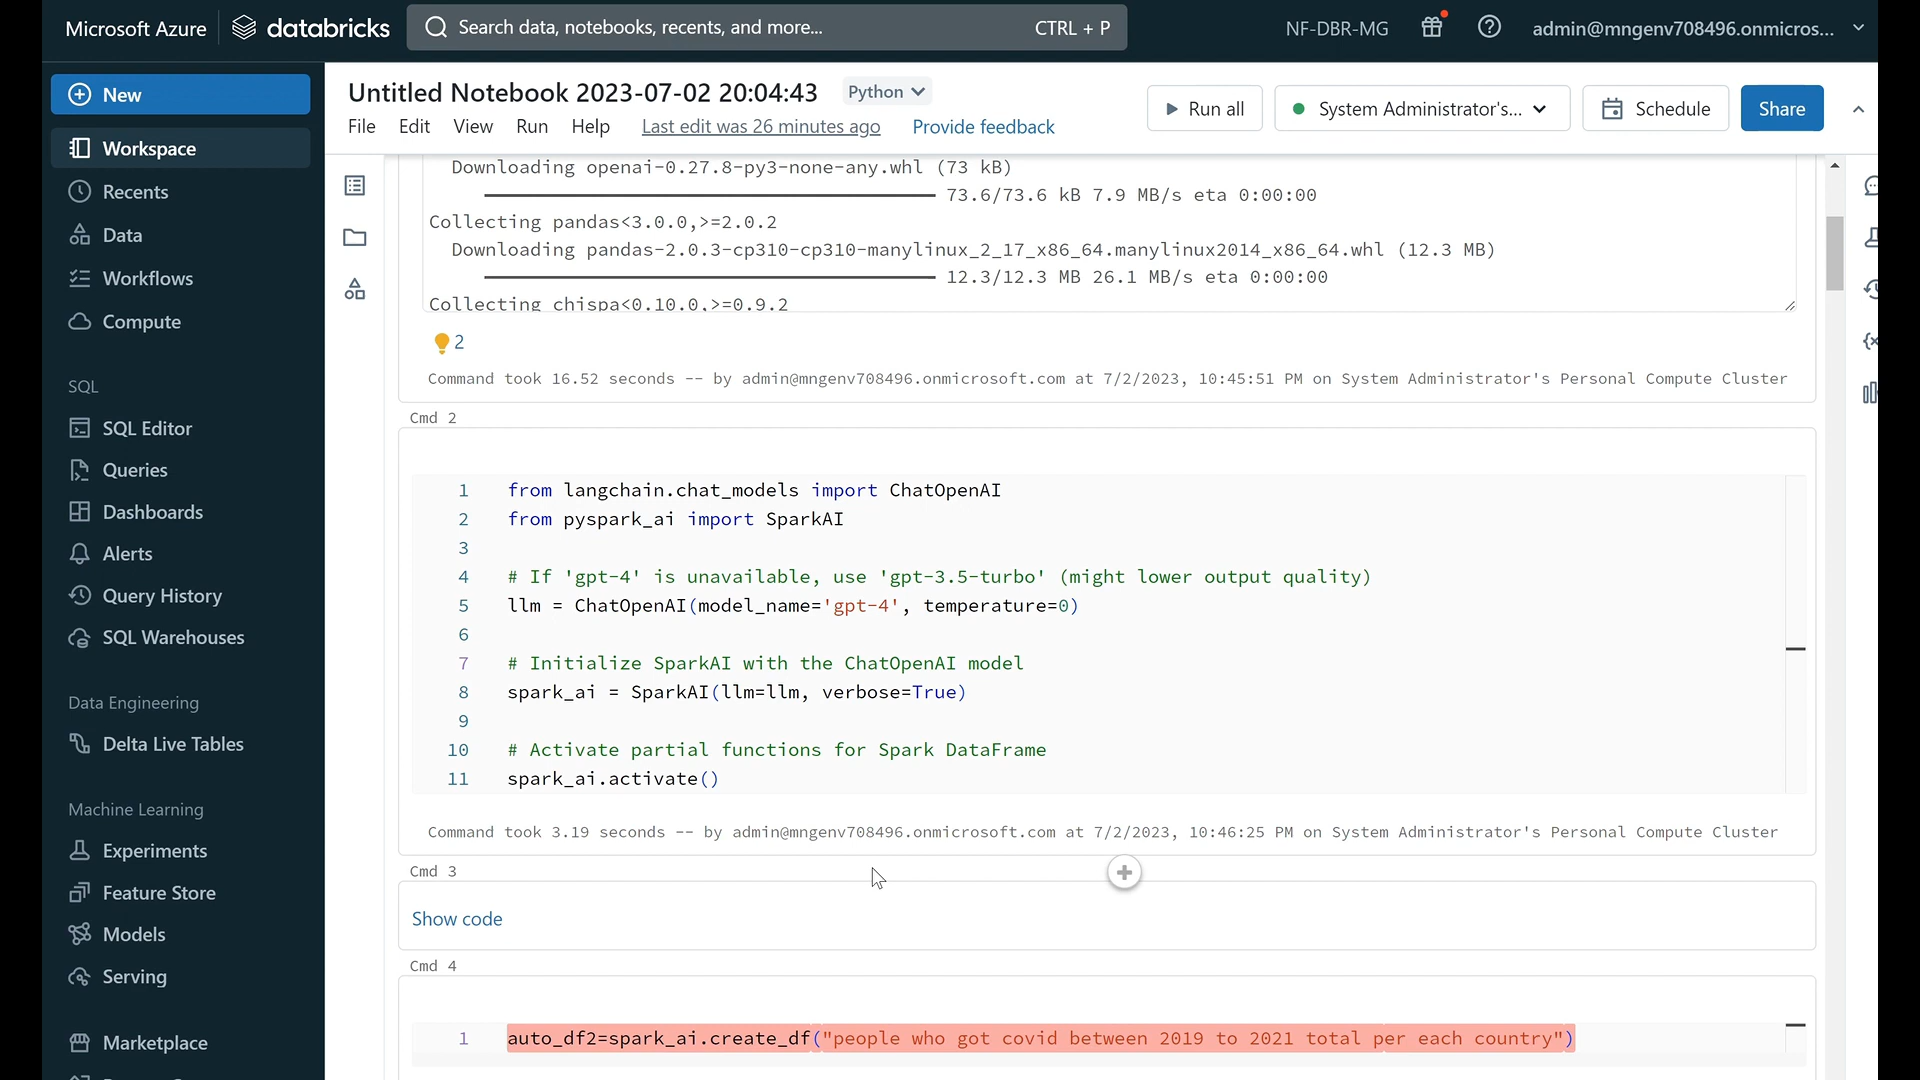 Microsoft Azure
databricks
Search data, notebooks, recents, and more...
CTRL + P
NF-DBR-MG
admin@mngenv708496.onmicros...
New
Workspace
Recents
Data
Workflows
Compute
SQL
SQL Editor
Queries
Dashboards
Alerts
Query History
SQL Warehouses
Data Engineering
Delta Live Tables
Machine Learning
Experiments
Feature Store
Models
Serving
Marketplace
Untitled Notebook 2023-07-02 20:04:43
Python
File Edit View Run Help Last edit was 26 minutes ago Provide feedback
Run all
System Administrator's...
Schedule
Share
Downloading openai-0.27.8-py3-none-any.whl (73 kB)
73.6/73.6 kB 7.9 MB/s eta 0:00:00
Collecting pandas<3.0.0,>=2.0.2
Downloading pandas-2.0.3-cp310-cp310-manylinux_2_17_x86_64.manylinux2014_x86_64.whl (12.3 MB)
12.3/12.3 MB 26.1 MB/s eta 0:00:00
Collecting chispa<0.10.0,>=0.9.2
2
Command took 16.52 seconds -- by admin@mngenv708496.onmicrosoft.com at 7/2/2023, 10:45:51 PM on System Administrator's Personal Compute Cluster
Cmd 2
1 from langchain.chat_models import ChatOpenAI
2 from pyspark_ai import SparkAI
3
4 # If 'gpt-4' is unavailable, use 'gpt-3.5-turbo' (might lower output quality)
5 llm = ChatOpenAI(model_name='gpt-4', temperature=0)
6
7 # Initialize SparkAI with the ChatOpenAI model
8 spark_ai = SparkAI(llm=llm, verbose=True)
9
10 # Activate partial functions for Spark DataFrame
11 spark_ai.activate()
Command took 3.19 seconds -- by admin@mngenv708496.onmicrosoft.com at 7/2/2023, 10:46:25 PM on System Administrator's Personal Compute Cluster
Cmd 3
Show code
Cmd 4
1 auto_df2=spark_ai.create_df("people who got covid between 2019 to 2021 total per each country")